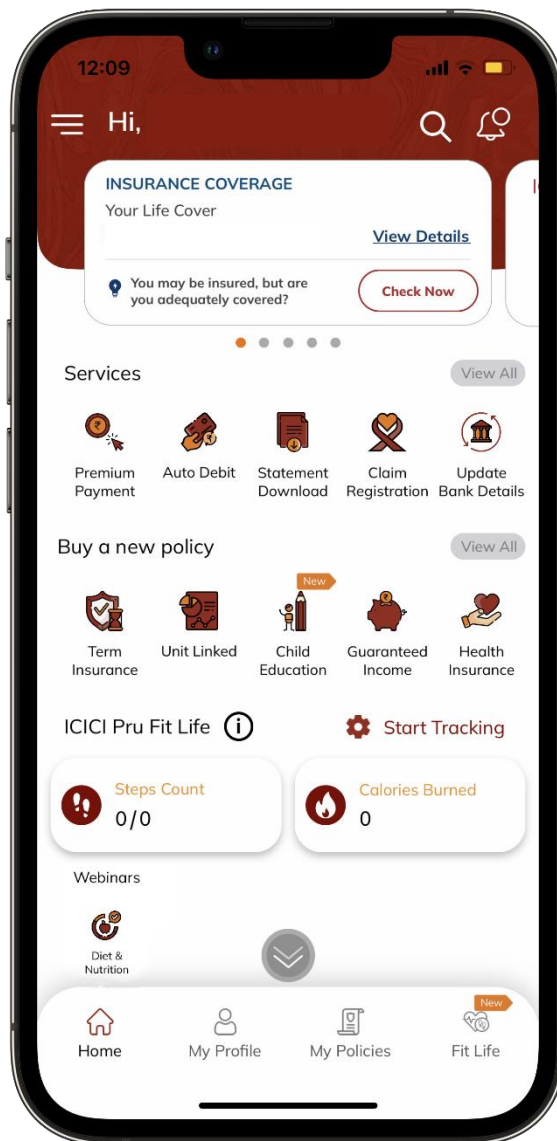 12:09
Hi,
INSURANCE COVERAGE
Your Life Cover
View Details
You may be insured, but are
you adequately covered?
Check Now
Services
View All
Premium
Payment
Auto Debit
Statement
Download
Claim
Registration
Update
Bank Details
Buy a new policy
View All
Term
Insurance
Unit Linked
New
Child
Education
Guaranteed
Income
Health
Insurance
ICICI Pru Fit Life
Start Tracking
Steps Count
0/0
Calories Burned
0
Webinars
Diet &
Nutrition
Home
My Profile
My Policies
New
Fit Life